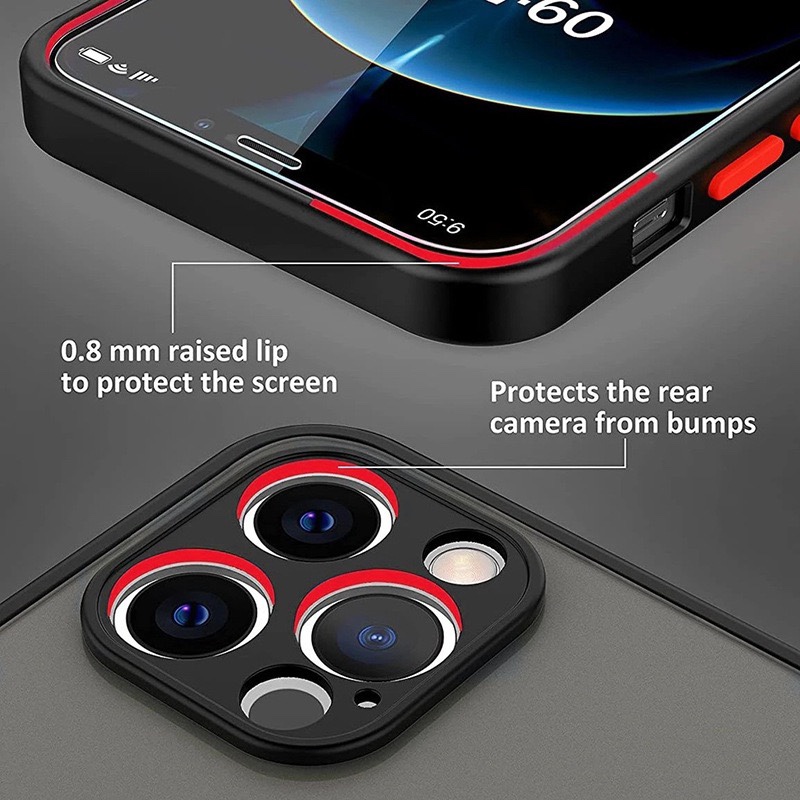 9:50
0.8 mm raised lip
to protect the screen
Protects the rear
camera from bumps